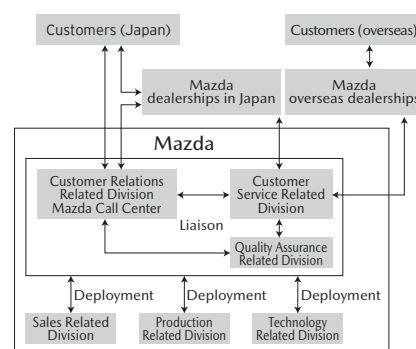 Customers (Japan)
Customers (overseas)
Mazda
dealerships in Japan
Mazda
overseas dealerships
Mazda
Customer Relations
Related Division
Mazda Call Center
Customer
Service Related
Division
Liaison
Quality Assurance
Related Division
Deployment
Deployment
Deployment
Sales Related
Division
Production
Related Division
Technology
Related Division